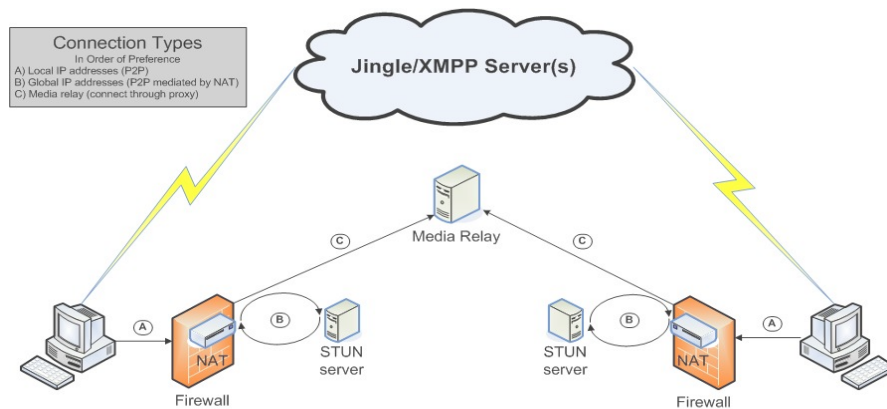 Connection Types
In Order of Preference
A) Local IP addresses (P2P)
B) Global IP addresses (P2P mediated by NAT)
C) Media relay (connect through proxy)
Jingle/XMPP Server(s)
Media Relay
C
C
A
B
B
A
NAT
STUN
server
Firewall
STUN
server
NAT
Firewall